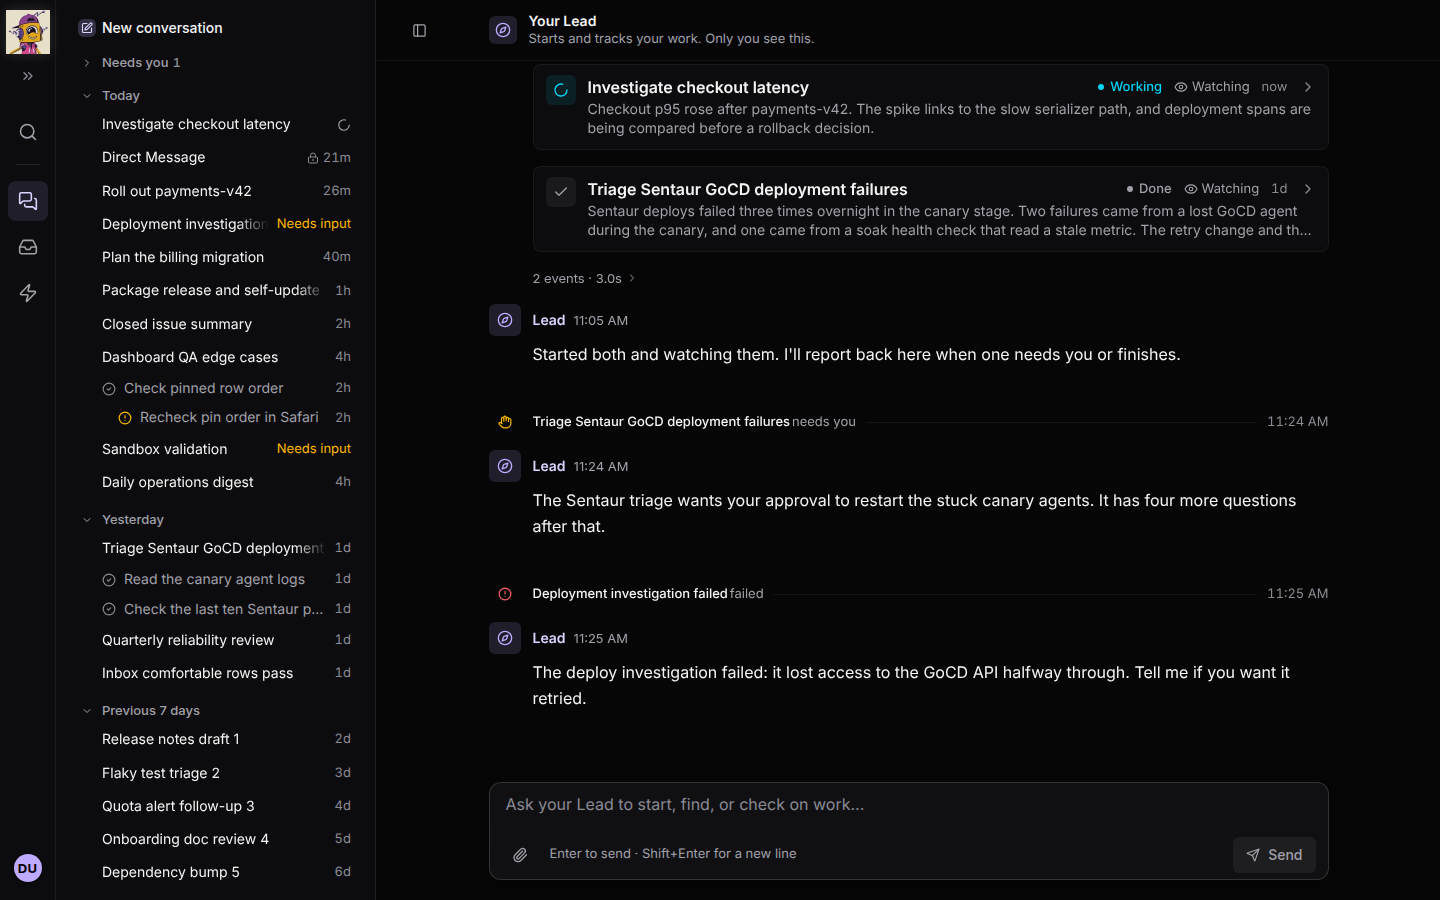 New conversation
Needs you 1
Today
Investigate checkout latency
Direct Message 21m
Roll out payments-v42 26m
Deployment investigation Needs input
Plan the billing migration 40m
Package release and self-update 1h
Closed issue summary 2h
Dashboard QA edge cases 4h
Check pinned row order 2h
Recheck pin order in Safari 2h
Sandbox validation Needs input
Daily operations digest 4h
Yesterday
Triage Sentaur GoCD deployment 1d
Read the canary agent logs 1d
Check the last ten Sentaur p... 1d
Quarterly reliability review 1d
Inbox comfortable rows pass 1d
Previous 7 days
Release notes draft 1 2d
Flaky test triage 2 3d
Quota alert follow-up 3 4d
Onboarding doc review 4 5d
Dependency bump 5 6d
DU
Your Lead
Starts and tracks your work. Only you see this.
Investigate checkout latency Working Watching now
Checkout p95 rose after payments-v42. The spike links to the slow serializer path, and deployment spans are
being compared before a rollback decision.
Triage Sentaur GoCD deployment failures Done Watching 1d
Sentaur deploys failed three times overnight in the canary stage. Two failures came from a lost GoCD agent
during the canary, and one came from a soak health check that read a stale metric. The retry change and th...
2 events · 3.0s
Lead 11:05 AM
Started both and watching them. I'll report back here when one needs you or finishes.
Triage Sentaur GoCD deployment failures needs you 11:24 AM
Lead 11:24 AM
The Sentaur triage wants your approval to restart the stuck canary agents. It has four more questions
after that.
Deployment investigation failed failed 11:25 AM
Lead 11:25 AM
The deploy investigation failed: it lost access to the GoCD API halfway through. Tell me if you want it
retried.
Ask your Lead to start, find, or check on work...
Enter to send · Shift+Enter for a new line
Send